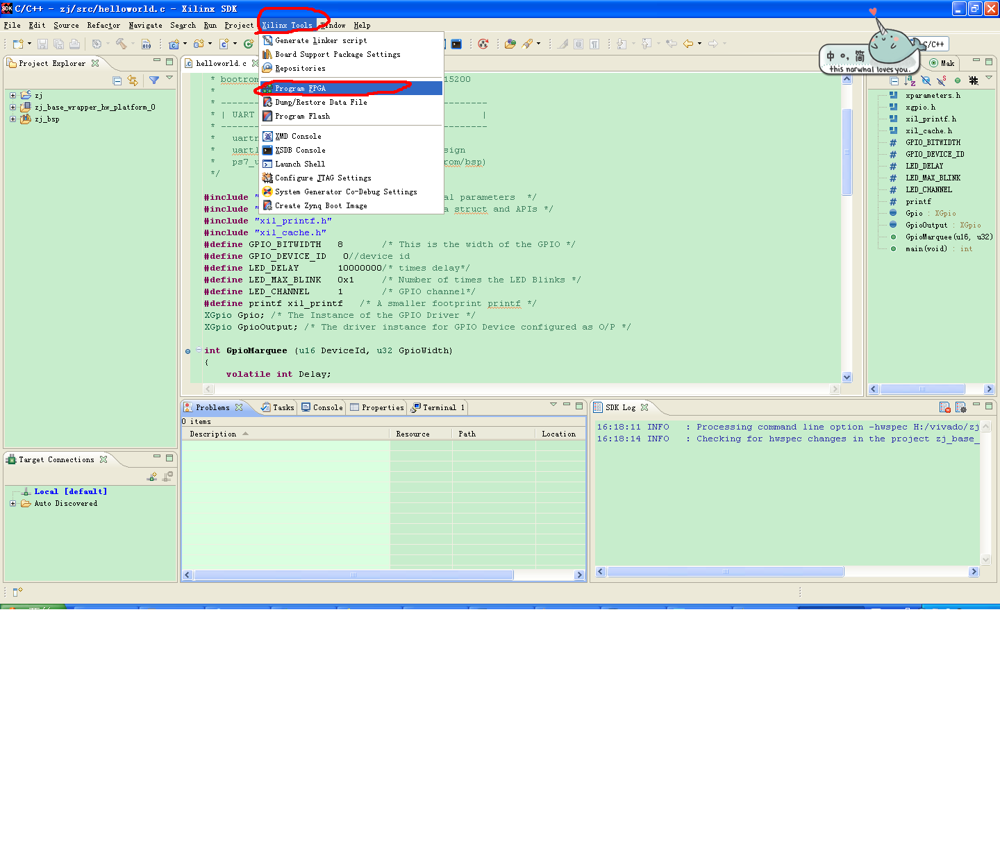 C/C++ - zj/src/helloworld.c - Xilinx SDK
File Edit Source Refactor Navigate Search Run Project Xilinx Tools Window Help
Generate linker script
Board Support Package Settings
Repositories
Program FPGA
Dump/Restore Data File
Program Flash
XMD Console
XSDB Console
Launch Shell
Configure JTAG Settings
System Generator Co-Debug Settings
Create Zynq Boot Image
C/C++
中 简
this narwhal loves you.
Project Explorer
zj
zj_base_wrapper_hw_platform_0
zj_bsp
helloworld.c
* bootrom 15200
*
* ----
* | UART |
* ----
* uartn
* uartl sign
* ps7_u rom/bsp)
*/
#include " al parameters */
#include " a struct and APIs */
#include "xil_printf.h"
#include "xil_cache.h"
#define GPIO_BITWIDTH 8 /* This is the width of the GPIO */
#define GPIO_DEVICE_ID 0//device id
#define LED_DELAY 10000000/* times delay*/
#define LED_MAX_BLINK 0x1 /* Number of times the LED Blinks */
#define LED_CHANNEL 1 /* GPIO channel*/
#define printf xil_printf /* A smaller footprint printf */
XGpio Gpio; /* The Instance of the GPIO Driver */
XGpio GpioOutput; /* The driver instance for GPIO Device configured as O/P */
int GpioMarquee (u16 DeviceId, u32 GpioWidth)
{
volatile int Delay;
Mak
xparameters.h
xgpio.h
xil_printf.h
xil_cache.h
GPIO_BITWIDTH
GPIO_DEVICE_ID
LED_DELAY
LED_MAX_BLINK
LED_CHANNEL
printf
Gpio : XGpio
GpioOutput : XGpio
GpioMarquee(u16, u32)
main(void) : int
Target Connections
Local [default]
Auto Discovered
Problems Tasks Console Properties Terminal 1
0 items
Description Resource Path Location
SDK Log
16:18:11 INFO : Processing command line option -hwspec H:/vivado/zj
16:18:14 INFO : Checking for hwspec changes in the project zj_base_